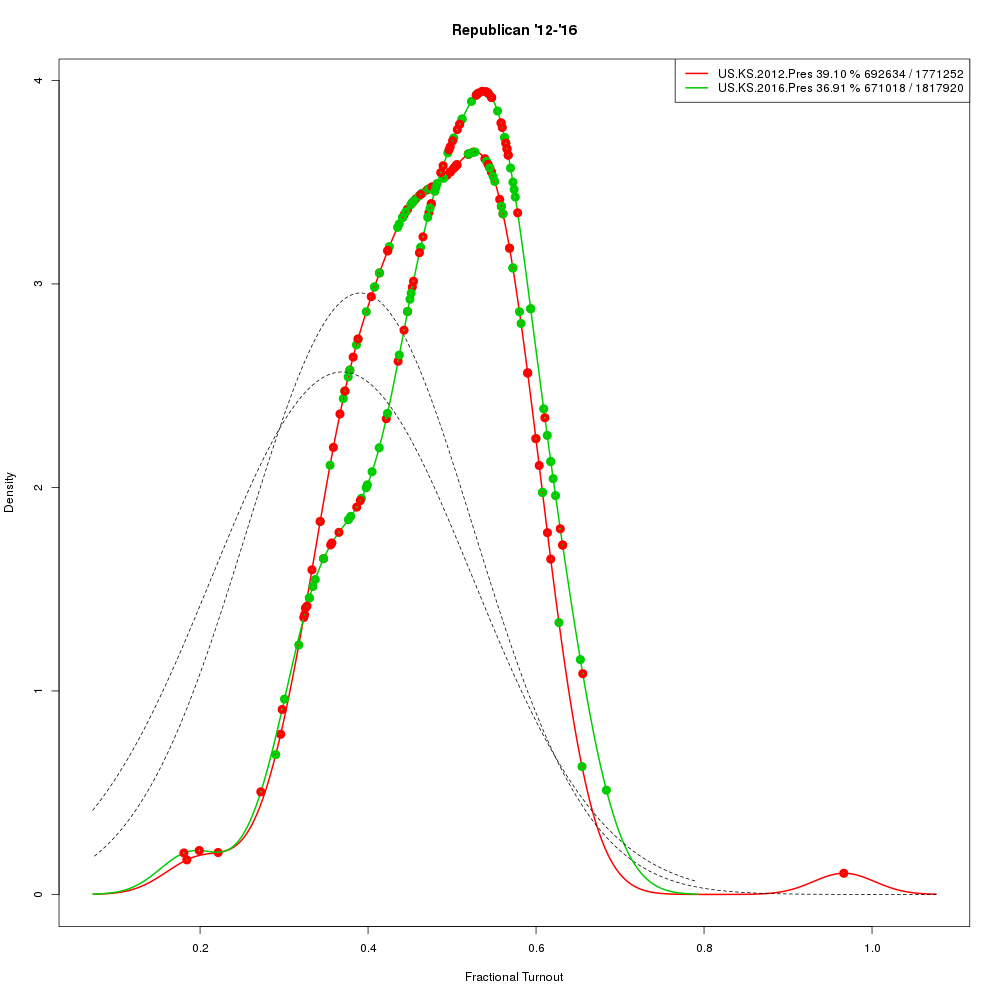 Republican '12-'16
US.KS.2012.Pres 39.10 % 692634 / 1771252
US.KS.2016.Pres 36.91 % 671018 / 1817920
4
3
2
1
0
Density
0.2 0.4 0.6 0.8 1.0
Fractional Turnout